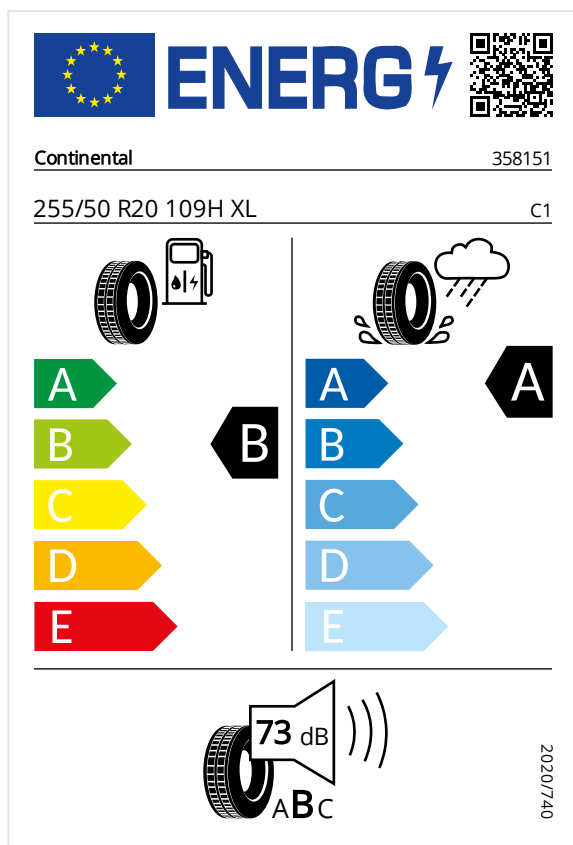 ENERG
Continental 358151
255/50 R20 109H XL C1
A A A
B B B
C C
D D
E E
73 dB
ABC
2020/740